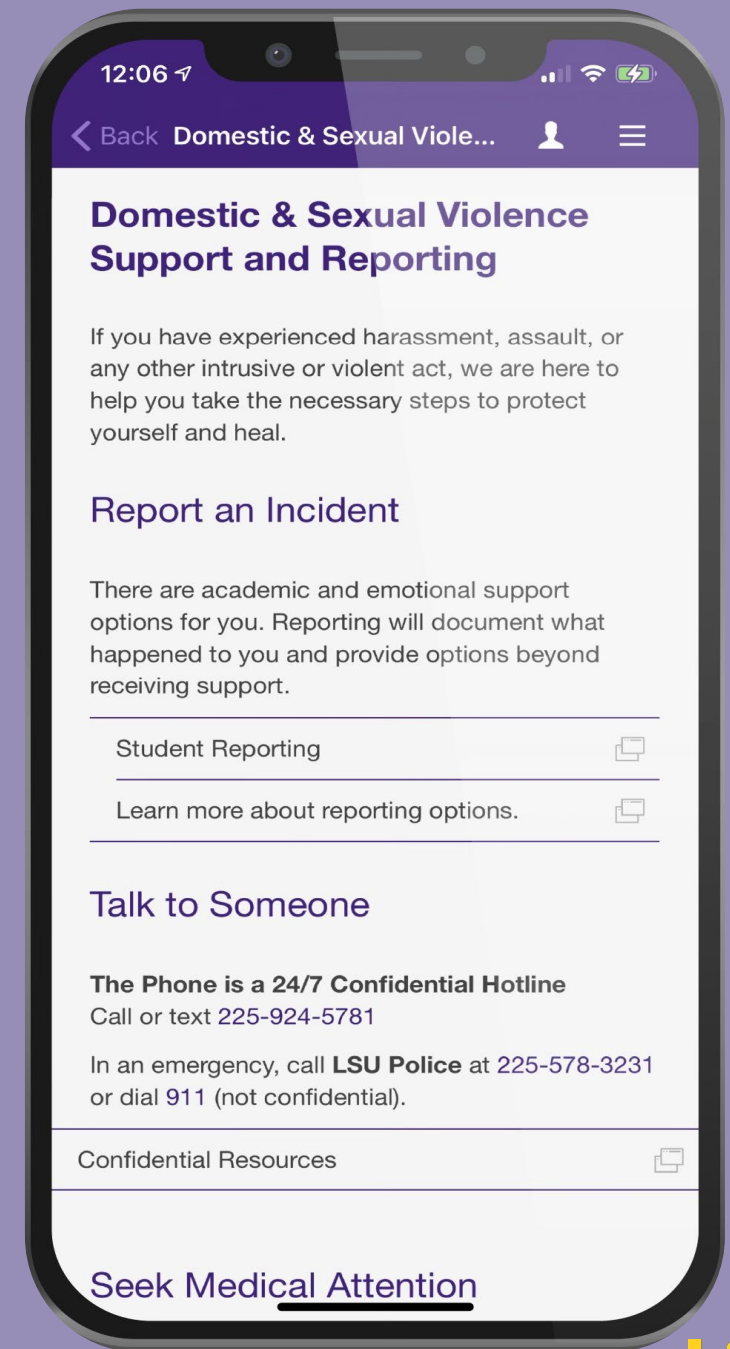 12:06
Back Domestic & Sexual Viole...
Domestic & Sexual Violence
Support and Reporting
If you have experienced harassment, assault, or
any other intrusive or violent act, we are here to
help you take the necessary steps to protect
yourself and heal.
Report an Incident
There are academic and emotional support
options for you. Reporting will document what
happened to you and provide options beyond
receiving support.
Student Reporting
Learn more about reporting options.
Talk to Someone
The Phone is a 24/7 Confidential Hotline
Call or text 225-924-5781
In an emergency, call LSU Police at 225-578-3231
or dial 911 (not confidential).
Confidential Resources
Seek Medical Attention